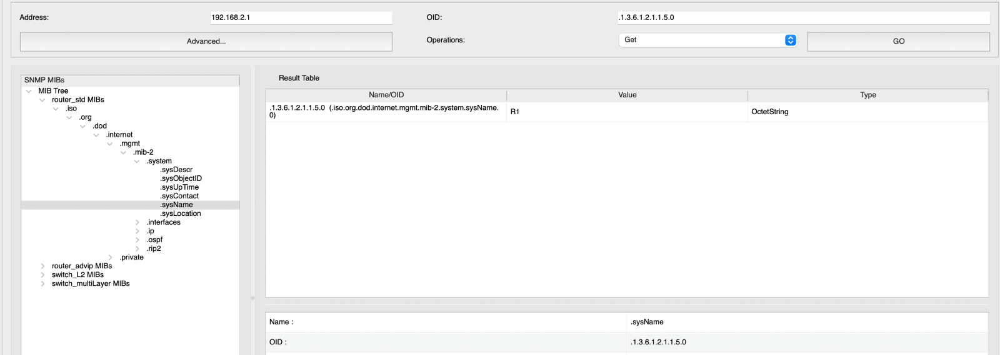 Address:
192.168.2.1
OID:
.1.3.6.1.2.1.1.5.0
Advanced...
Operations:
Get
GO
SNMP MIBs
MIB Tree
router_std MIBs
.iso
.org
.dod
.internet
.mgmt
.mib-2
.system
.sysDescr
.sysObjectID
.sysUpTime
.sysContact
.sysName
.sysLocation
.interfaces
.ip
.ospf
.rip2
.private
router_advip MIBs
switch_L2 MIBs
switch_multiLayer MIBs
Result Table
Name/OID
Value
Type
.1.3.6.1.2.1.1.5.0 (.iso.org.dod.internet.mgmt.mib-2.system.sysName.
0)
R1
OctetString
Name :
.sysName
OID :
.1.3.6.1.2.1.1.5.0